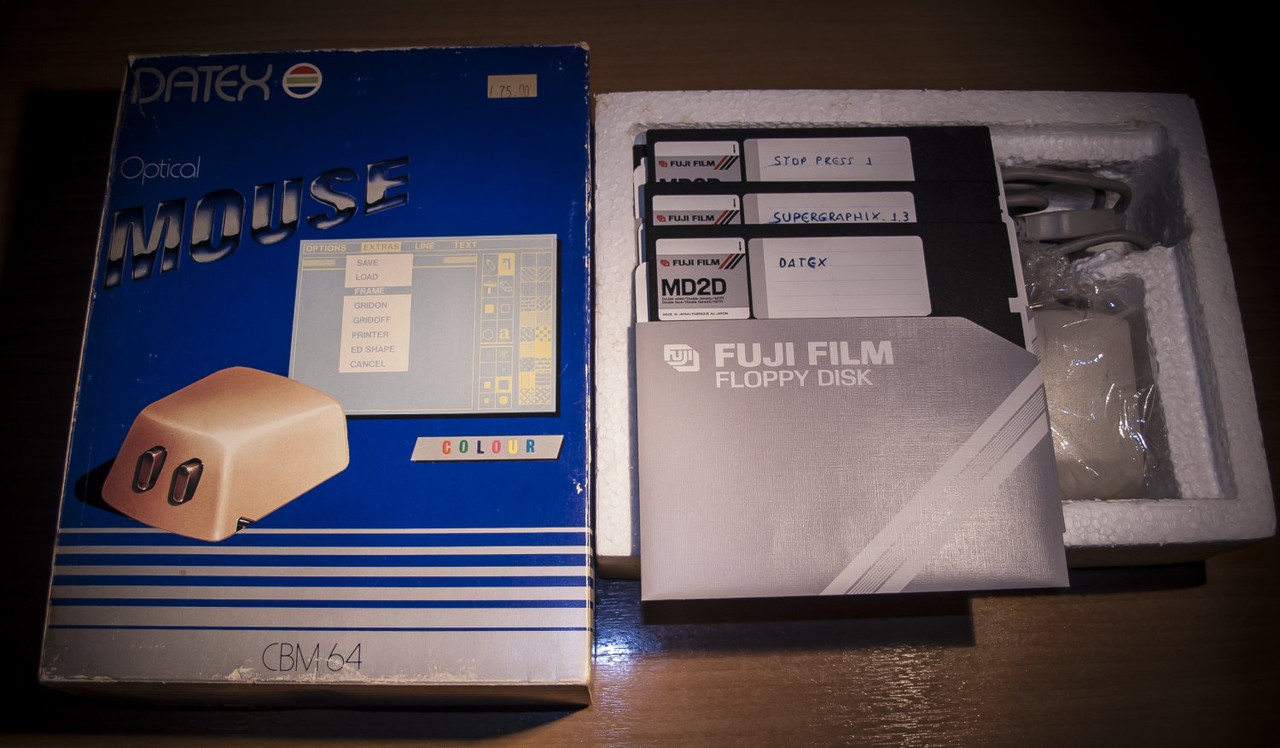 DATEX
£75.00
Optical
MOUSE
OPTIONS EXTRAS LINE TEXT
SAVE
LOAD
FRAME
GRIDON
GRIDOFF
PRINTER
ED SHAPE
CANCEL
a
COLOUR
CBM 64
FUJI FILM
STOP PRESS 1
FUJI FILM
SUPERGRAPHIX. 1.3
FUJI FILM
MD2D
DATEX
FUJI
FUJI FILM
FLOPPY DISK